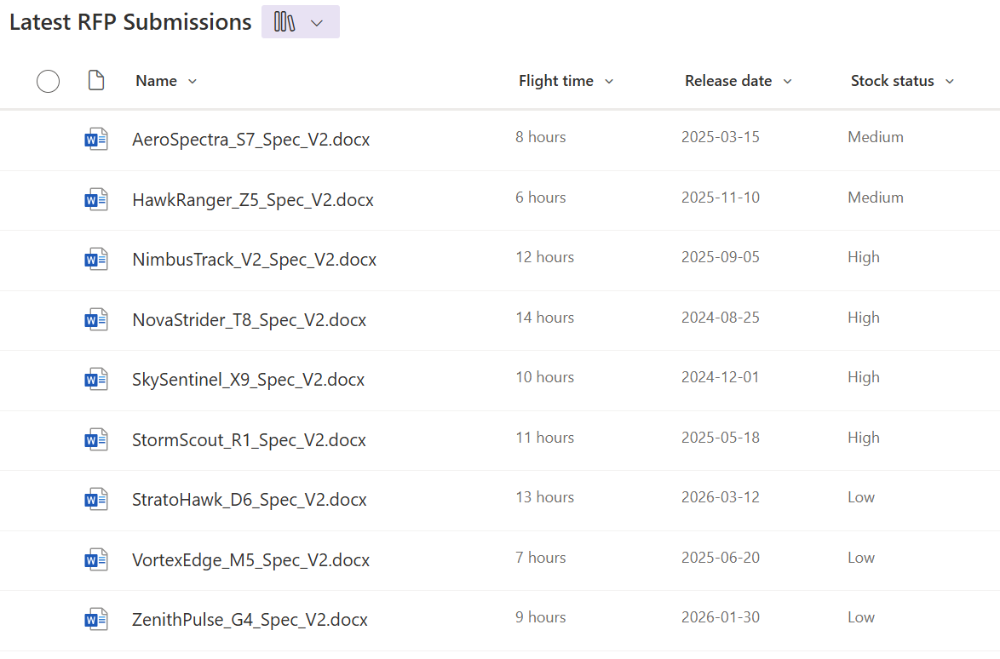 Latest RFP Submissions
Name Flight time Release date Stock status
W AeroSpectra_S7_Spec_V2.docx 8 hours 2025-03-15 Medium
W HawkRanger_Z5_Spec_V2.docx 6 hours 2025-11-10 Medium
W NimbusTrack_V2_Spec_V2.docx 12 hours 2025-09-05 High
W NovaStrider_T8_Spec_V2.docx 14 hours 2024-08-25 High
W SkySentinel_X9_Spec_V2.docx 10 hours 2024-12-01 High
W StormScout_R1_Spec_V2.docx 11 hours 2025-05-18 High
W StratoHawk_D6_Spec_V2.docx 13 hours 2026-03-12 Low
W VortexEdge_M5_Spec_V2.docx 7 hours 2025-06-20 Low
W ZenithPulse_G4_Spec_V2.docx 9 hours 2026-01-30 Low